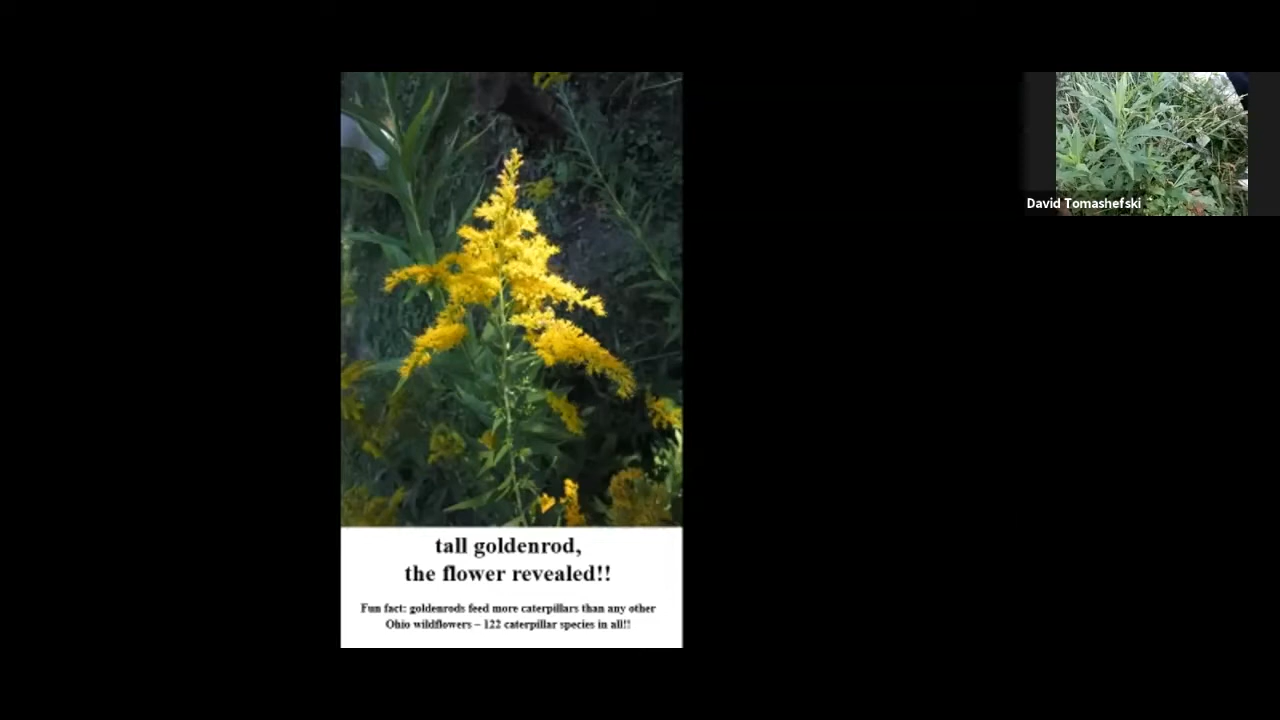 tall goldenrod,
the flower revealed!!
Fun fact: goldenrods feed more caterpillars than any other
Ohio wildflowers – 122 caterpillar species in all!!
David Tomashefski